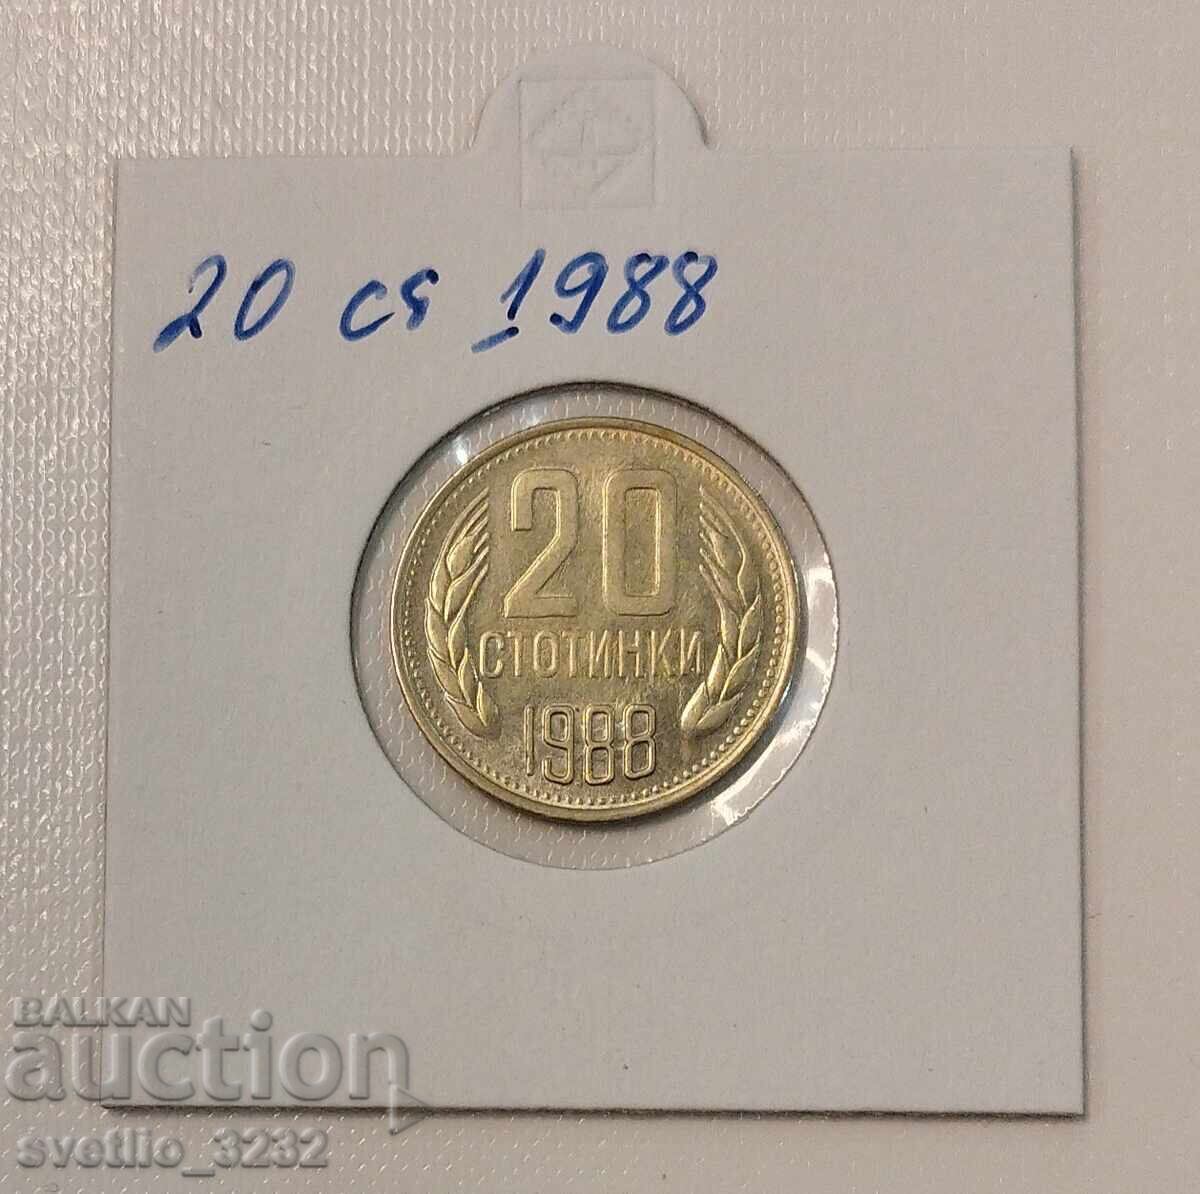 20 ст 1988
20
СТОТИНКИ
1988
BALKAN
auction
svetlio_3232